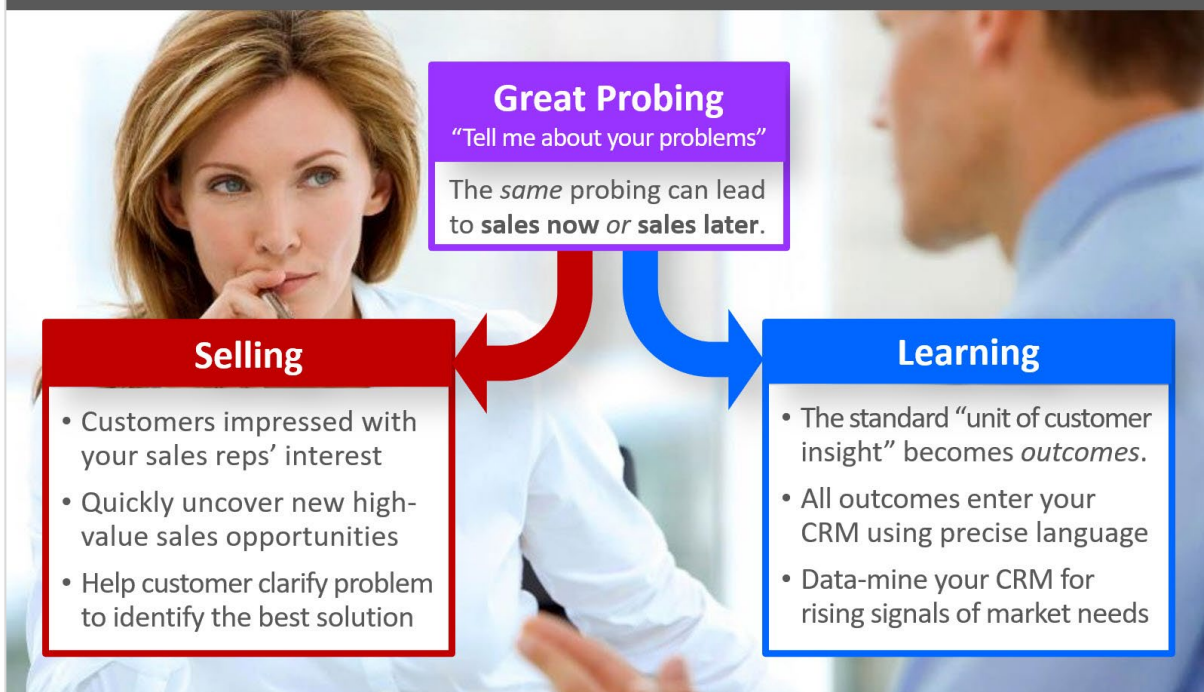 Great Probing
“Tell me about your problems”
The same probing can lead
to sales now or sales later.
Selling
• Customers impressed with
your sales reps’ interest
• Quickly uncover new high-
value sales opportunities
• Help customer clarify problem
to identify the best solution
Learning
• The standard “unit of customer
insight” becomes outcomes.
• All outcomes enter your
CRM using precise language
• Data-mine your CRM for
rising signals of market needs